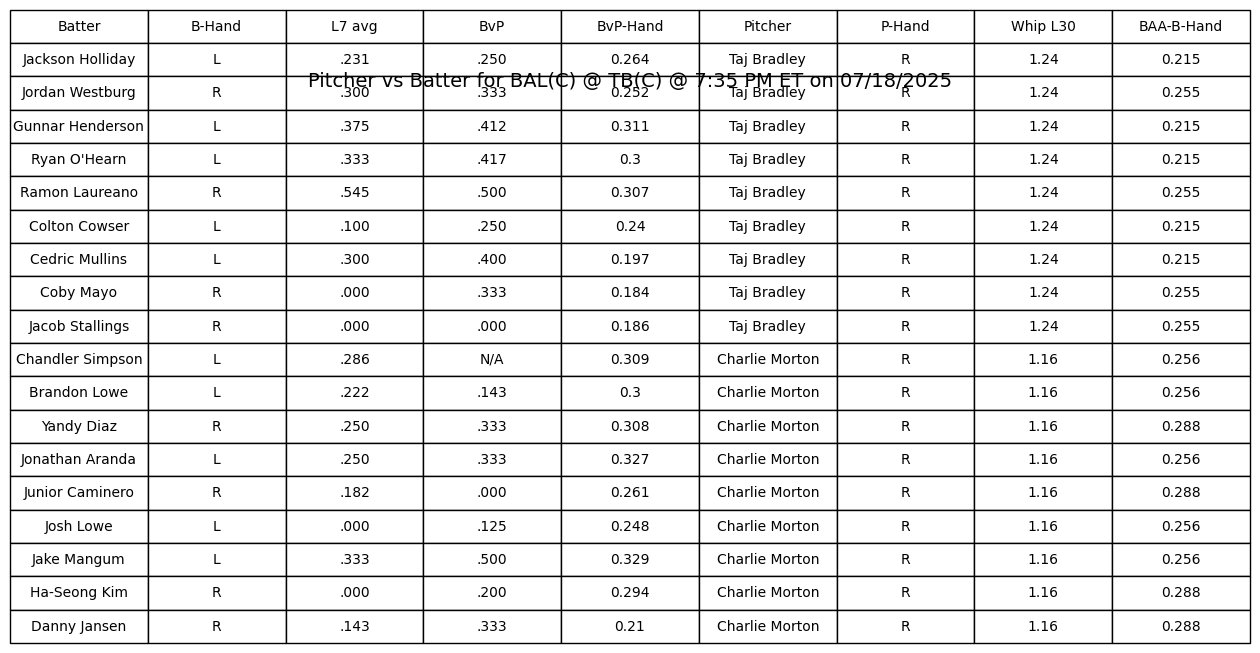 Batter B-Hand L7 avg BvP BvP-Hand Pitcher P-Hand Whip L30 BAA-B-Hand
Jackson Holliday L .231 .250 0.264 Taj Bradley R 1.24 0.215
Pitcher vs Batter for BAL(C) @ TB(C) @ 7:35 PM ET on 07/18/2025
Jordan Westburg R .300 .333 0.252 Taj Bradley R 1.24 0.255
Gunnar Henderson L .375 .412 0.311 Taj Bradley R 1.24 0.215
Ryan O'Hearn L .333 .417 0.3 Taj Bradley R 1.24 0.215
Ramon Laureano R .545 .500 0.307 Taj Bradley R 1.24 0.255
Colton Cowser L .100 .250 0.24 Taj Bradley R 1.24 0.215
Cedric Mullins L .300 .400 0.197 Taj Bradley R 1.24 0.215
Coby Mayo R .000 .333 0.184 Taj Bradley R 1.24 0.255
Jacob Stallings R .000 .000 0.186 Taj Bradley R 1.24 0.255
Chandler Simpson L .286 N/A 0.309 Charlie Morton R 1.16 0.256
Brandon Lowe L .222 .143 0.3 Charlie Morton R 1.16 0.256
Yandy Diaz R .250 .333 0.308 Charlie Morton R 1.16 0.288
Jonathan Aranda L .250 .333 0.327 Charlie Morton R 1.16 0.256
Junior Caminero R .182 .000 0.261 Charlie Morton R 1.16 0.288
Josh Lowe L .000 .125 0.248 Charlie Morton R 1.16 0.256
Jake Mangum L .333 .500 0.329 Charlie Morton R 1.16 0.256
Ha-Seong Kim R .000 .200 0.294 Charlie Morton R 1.16 0.288
Danny Jansen R .143 .333 0.21 Charlie Morton R 1.16 0.288